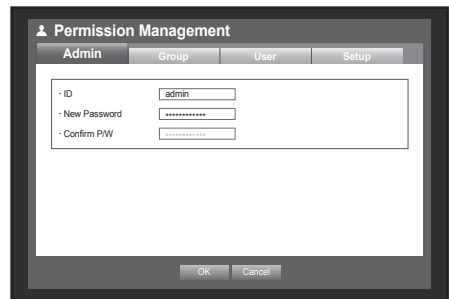 Permission Management
Admin Group User Setup
· ID admin
· New Password ************
· Confirm P/W ************
OK Cancel